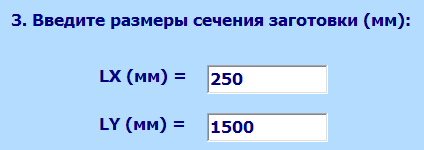 3. Введите размеры сечения заготовки (мм):
LX (мм) = 250
LY (мм) = 1500